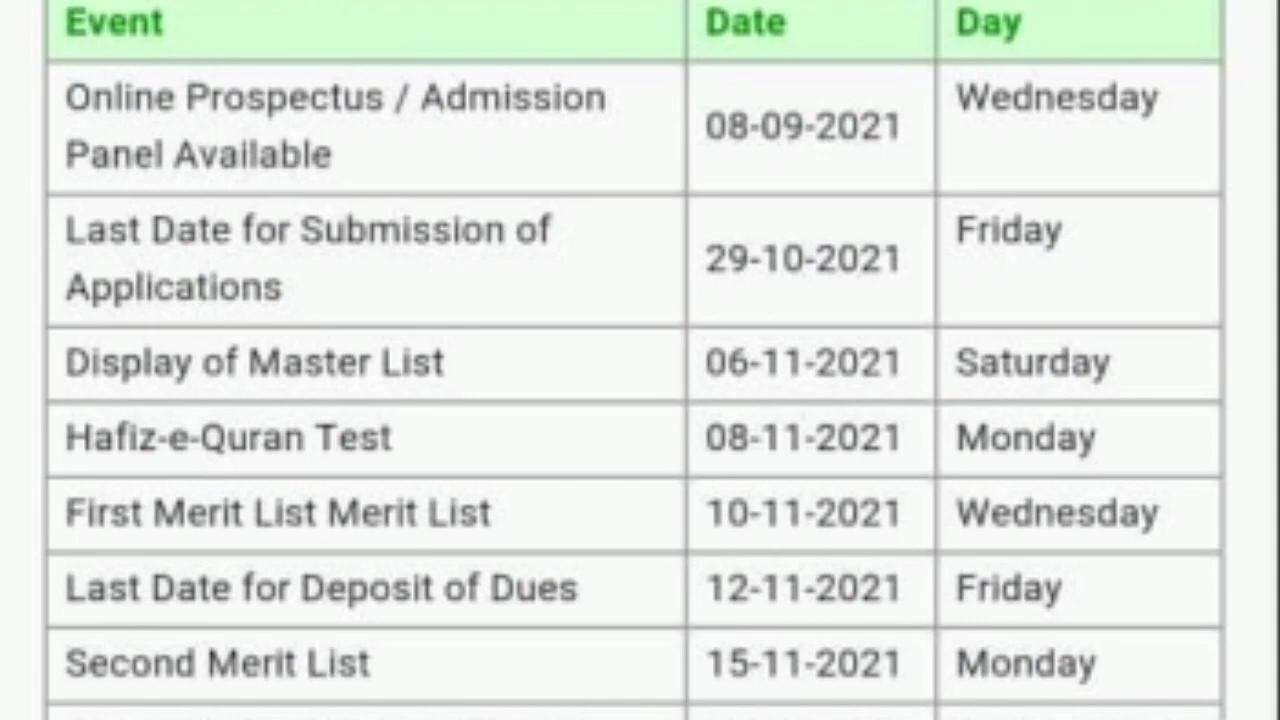 Event Date Day
Online Prospectus / Admission
Panel Available
08-09-2021
Wednesday
Last Date for Submission of
Applications
29-10-2021
Friday
Display of Master List 06-11-2021 Saturday
Hafiz-e-Quran Test 08-11-2021 Monday
First Merit List Merit List 10-11-2021 Wednesday
Last Date for Deposit of Dues 12-11-2021 Friday
Second Merit List 15-11-2021 Monday